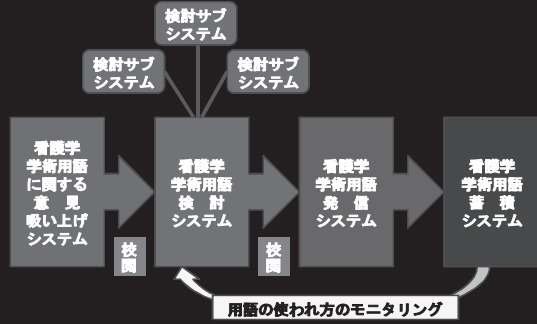 検討サブ
システム
検討サブ
システム
検討サブ
システム
看護学
学術用語
に関する
意　見
吸い上げ
システム
校
閲
看護学
学術用語
検　討
システム
校
閲
看護学
学術用語
発　信
システム
看護学
学術用語
蓄　積
システム
用語の使われ方のモニタリング